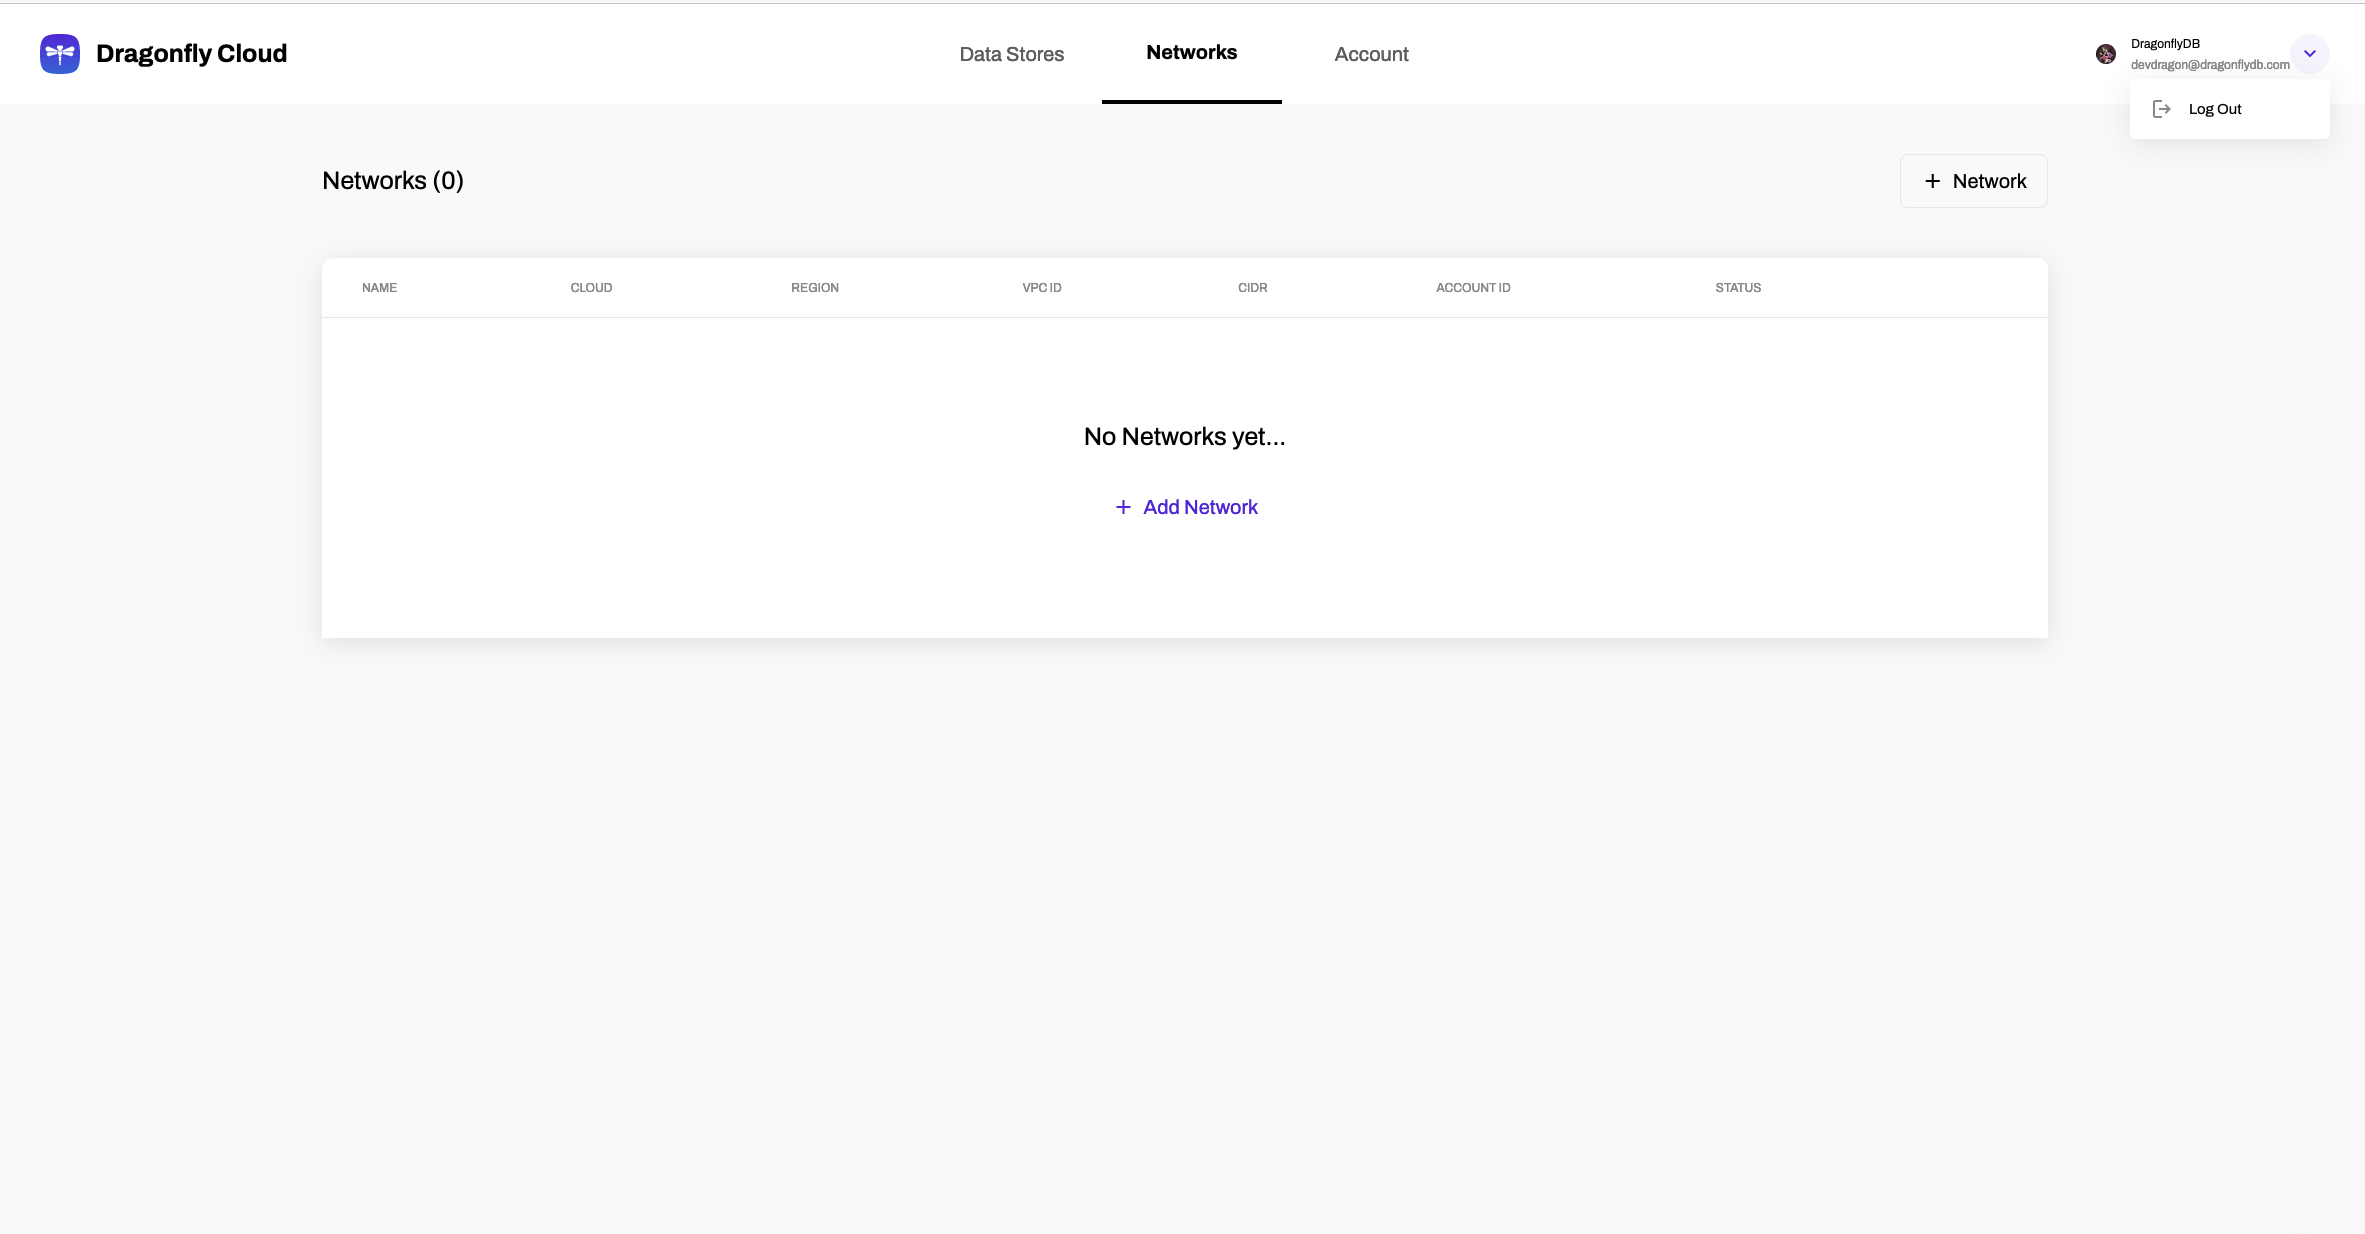 Dragonfly Cloud
Data Stores
Networks
Account
DragonflyDB
devdragon@dragonflydb.com
Log Out
Networks (0)
+ Network
NAME CLOUD REGION VPC ID CIDR ACCOUNT ID STATUS
No Networks yet...
+ Add Network